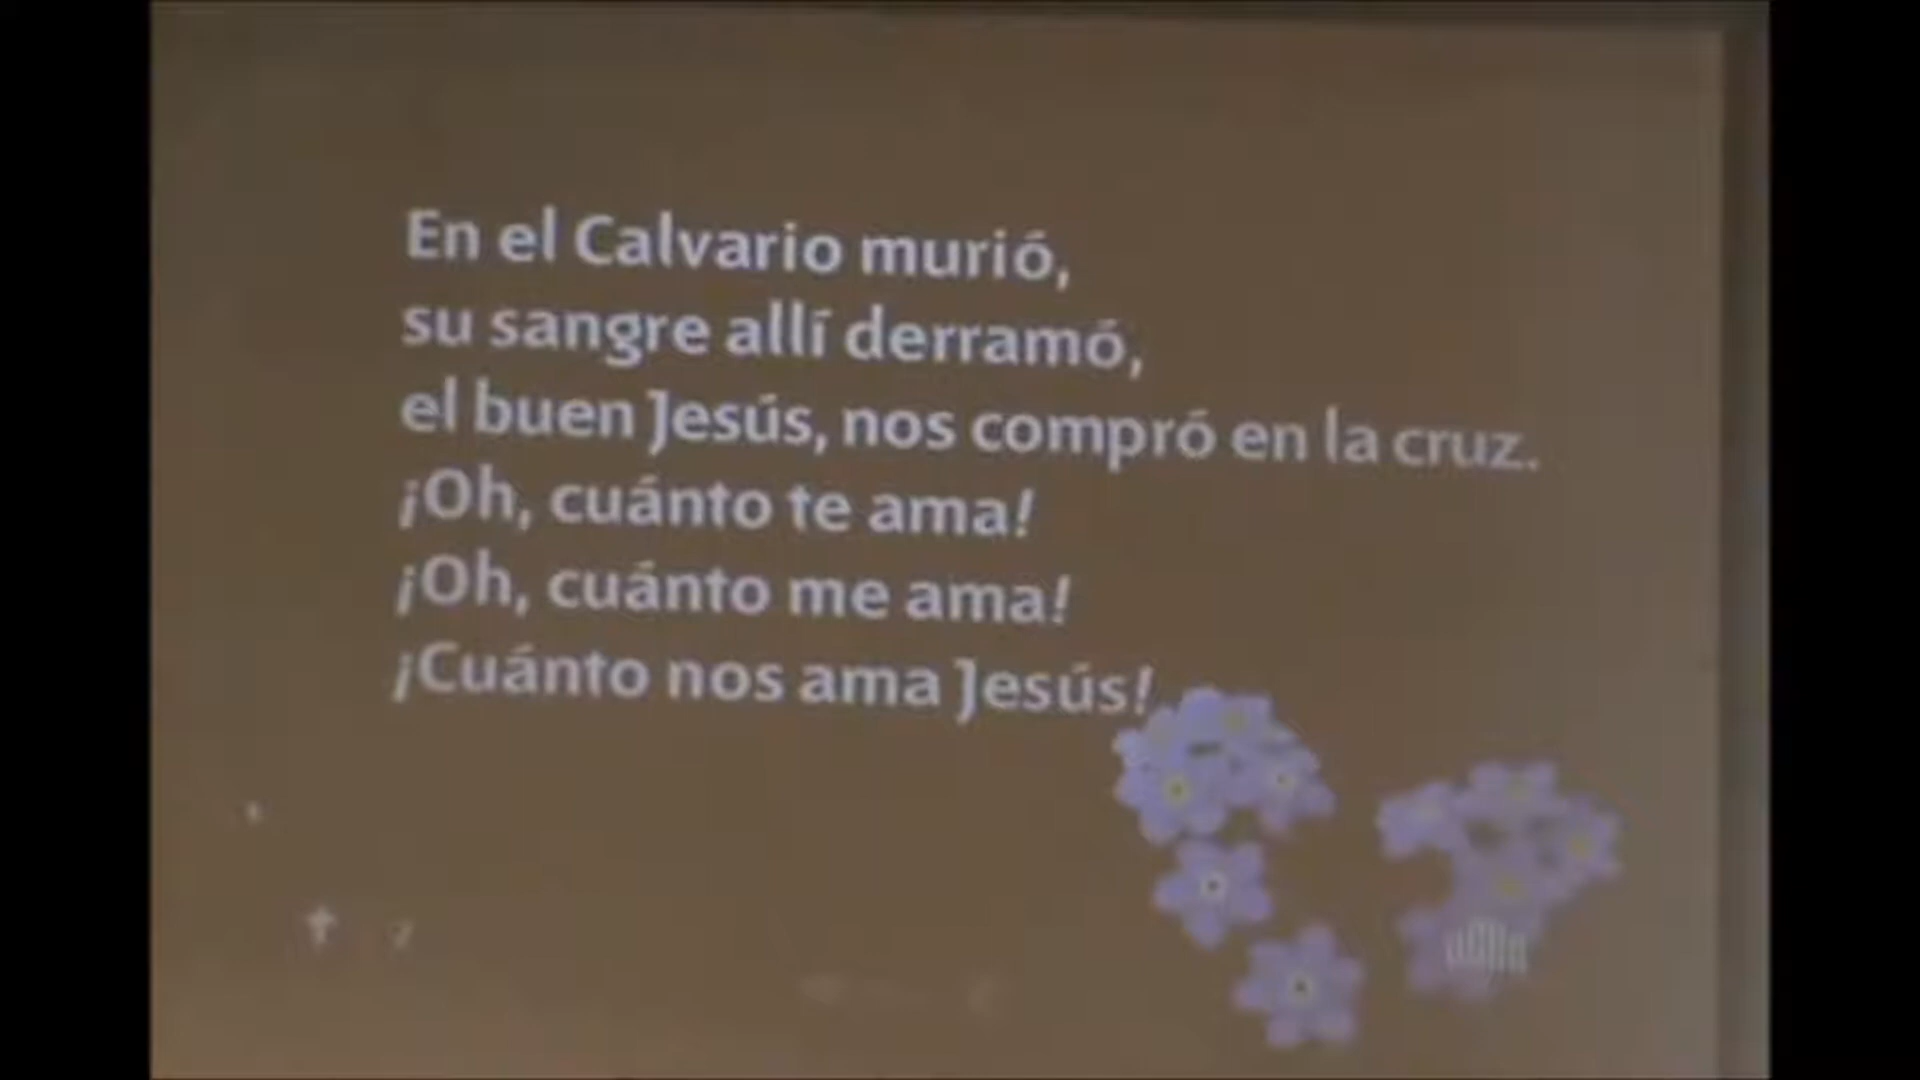 En el Calvario murió,
su sangre allí derramó,
el buen Jesús, nos compró en la cruz.
¡Oh, cuánto te ama!
¡Oh, cuánto me ama!
¡Cuánto nos ama Jesús!